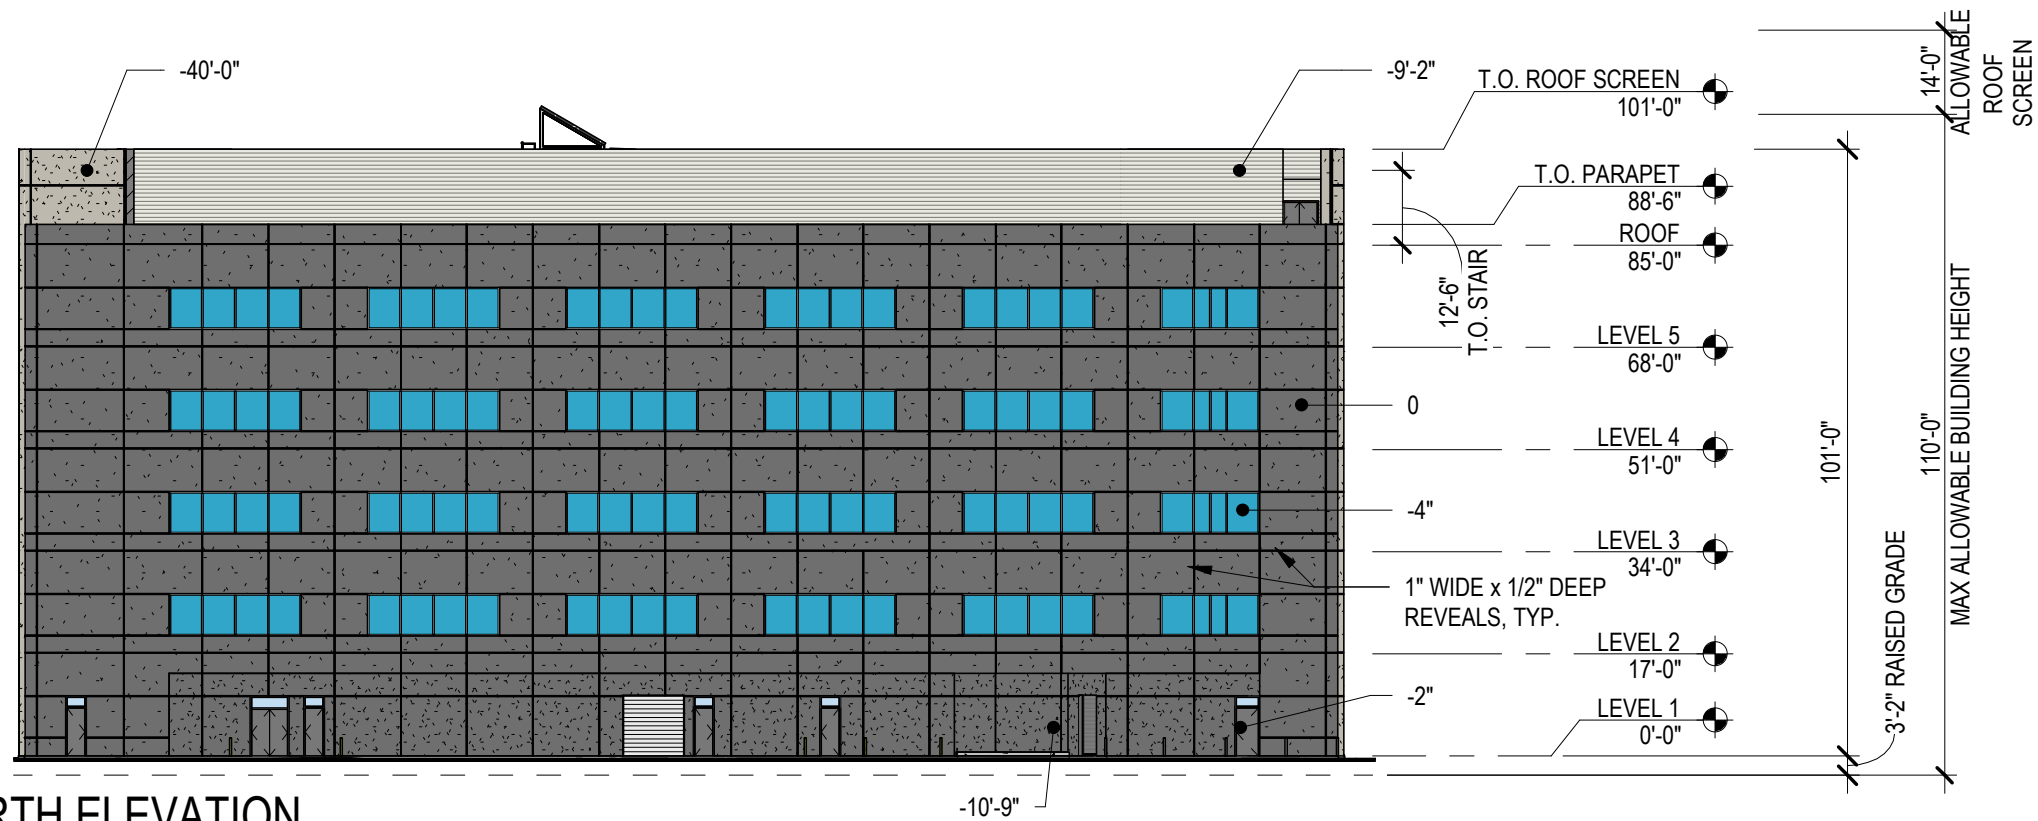 -40'-0"
-9'-2"
T.O. ROOF SCREEN
101'-0"
14'-0"
ALLOWABLE
ROOF
SCREEN
T.O. PARAPET
88'-6"
ROOF
85'-0"
12'-6"
T.O. STAIR
LEVEL 5
68'-0"
0
LEVEL 4
51'-0"
101'-0"
110'-0"
MAX ALLOWABLE BUILDING HEIGHT
-4"
LEVEL 3
34'-0"
1" WIDE x 1/2" DEEP
REVEALS, TYP.
3'-2" RAISED GRADE
LEVEL 2
17'-0"
-2"
LEVEL 1
0'-0"
-10'-9"
RTH ELEVATION